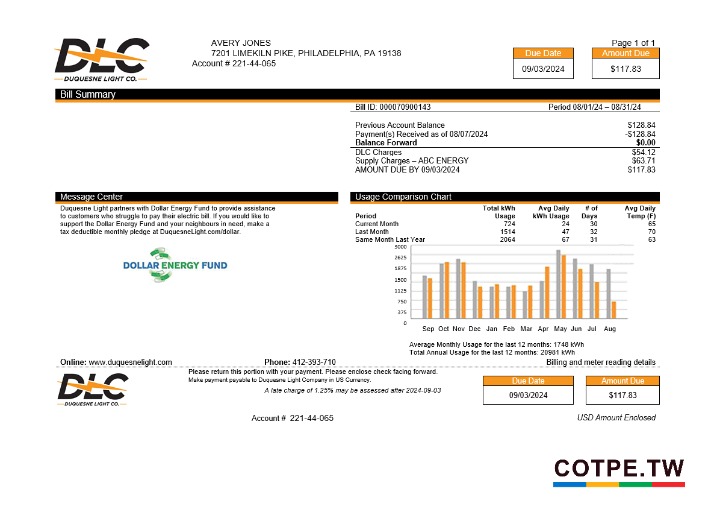 DLC
DUQUESNE LIGHT CO.
AVERY JONES
7201 LIMEKILN PIKE, PHILADELPHIA, PA 19138
Account # 221-44-065
Page 1 of 1
Due Date
Amount Due
09/03/2024
$117.83
Bill Summary
Bill ID: 000070900143 Period 08/01/24 – 08/31/24
Previous Account Balance $128.84
Payment(s) Received as of 08/07/2024 -$128.84
Balance Forward $0.00
DLC Charges $54.12
Supply Charges – ABC ENERGY $63.71
AMOUNT DUE BY 09/03/2024 $117.83
Message Center
Duquesne Light partners with Dollar Energy Fund to provide assistance
to customers who struggle to pay their electric bill. If you would like to
support the Dollar Energy Fund and your neighbours in need, make a
tax deductible monthly pledge at DuquesneLight.com/dollar.
DOLLAR ENERGY FUND
Usage Comparison Chart
Total kWh Avg Daily # of Avg Daily
Period Usage kWh Usage Days Temp (F)
Current Month 724 24 30 65
Last Month 1514 47 32 70
Same Month Last Year 2064 67 31 63
3000
2625
1875
1500
1125
750
375
0
Sep Oct Nov Dec Jan Feb Mar Apr May Jun Jul Aug
Average Monthly Usage for the last 12 months: 1748 kWh
Total Annual Usage for the last 12 months: 20981 kWh
Online: www.duquesnelight.com Phone: 412-393-710 Billing and meter reading details
DLC
DUQUESNE LIGHT CO.
Please return this portion with your payment. Please enclose check facing forward.
Make payment payable to Duquesne Light Company in US Currency.
A late charge of 1.25% may be assessed after 2024-09-03
Due Date
Amount Due
09/03/2024
$117.83
Account # 221-44-065
USD Amount Enclosed
COTPE.TW